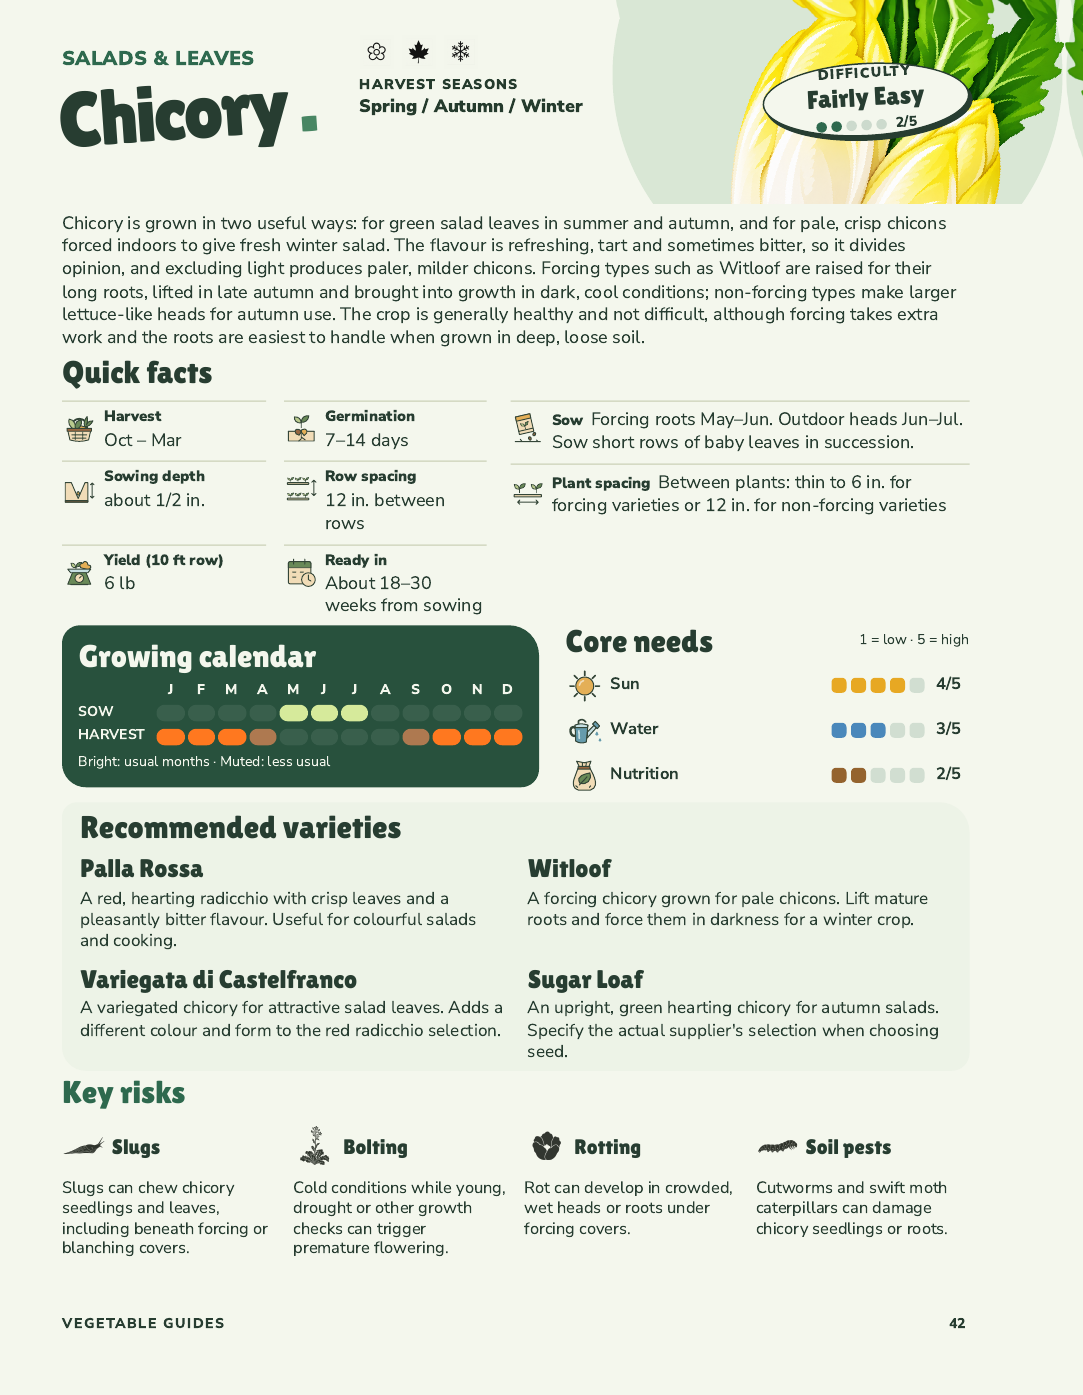 SALADS & LEAVES
Chicory.
HARVEST SEASONS
Spring / Autumn / Winter
DIFFICULTY
Fairly Easy
2/5
Chicory is grown in two useful ways: for green salad leaves in summer and autumn, and for pale, crisp chicons
forced indoors to give fresh winter salad. The flavour is refreshing, tart and sometimes bitter, so it divides
opinion, and excluding light produces paler, milder chicons. Forcing types such as Witloof are raised for their
long roots, lifted in late autumn and brought into growth in dark, cool conditions; non-forcing types make larger
lettuce-like heads for autumn use. The crop is generally healthy and not difficult, although forcing takes extra
work and the roots are easiest to handle when grown in deep, loose soil.
Quick facts
Harvest
Oct – Mar
Germination
7–14 days
Sow Forcing roots May–Jun. Outdoor heads Jun–Jul.
Sow short rows of baby leaves in succession.
Sowing depth
about 1/2 in.
Row spacing
12 in. between
rows
Plant spacing Between plants: thin to 6 in. for
forcing varieties or 12 in. for non-forcing varieties
Yield (10 ft row)
6 lb
Ready in
About 18–30
weeks from sowing
Growing calendar
J F M A M J J A S O N D
SOW
HARVEST
Bright: usual months · Muted: less usual
Core needs
1 = low · 5 = high
Sun 4/5
Water 3/5
Nutrition 2/5
Recommended varieties
Palla Rossa
A red, hearting radicchio with crisp leaves and a
pleasantly bitter flavour. Useful for colourful salads
and cooking.
Witloof
A forcing chicory grown for pale chicons. Lift mature
roots and force them in darkness for a winter crop.
Variegata di Castelfranco
A variegated chicory for attractive salad leaves. Adds a
different colour and form to the red radicchio selection.
Sugar Loaf
An upright, green hearting chicory for autumn salads.
Specify the actual supplier's selection when choosing
seed.
Key risks
Slugs
Slugs can chew chicory
seedlings and leaves,
including beneath forcing or
blanching covers.
Bolting
Cold conditions while young,
drought or other growth
checks can trigger
premature flowering.
Rotting
Rot can develop in crowded,
wet heads or roots under
forcing covers.
Soil pests
Cutworms and swift moth
caterpillars can damage
chicory seedlings or roots.
VEGETABLE GUIDES
42